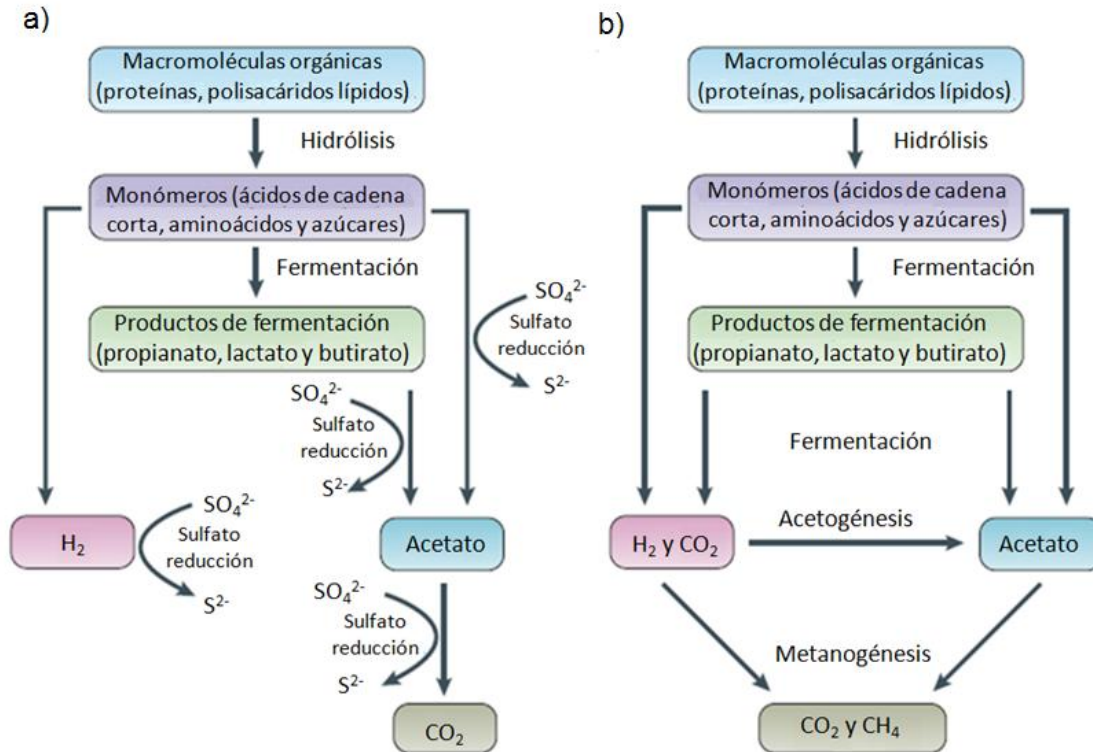 a)
Macromoléculas orgánicas
(proteínas, polisacáridos lípidos)
Hidrólisis
Monómeros (ácidos de cadena
corta, aminoácidos y azúcares)
Fermentación
SO₄²⁻
Sulfato
reducción
S²⁻
Productos de fermentación
(propianato, lactato y butirato)
SO₄²⁻
Sulfato
reducción
S²⁻
SO₄²⁻
Sulfato
reducción
S²⁻
H₂
Acetato
SO₄²⁻
Sulfato
reducción
S²⁻
CO₂
b)
Macromoléculas orgánicas
(proteínas, polisacáridos lípidos)
Hidrólisis
Monómeros (ácidos de cadena
corta, aminoácidos y azúcares)
Fermentación
Productos de fermentación
(propianato, lactato y butirato)
Fermentación
H₂ y CO₂
Acetogénesis
Acetato
Metanogénesis
CO₂ y CH₄